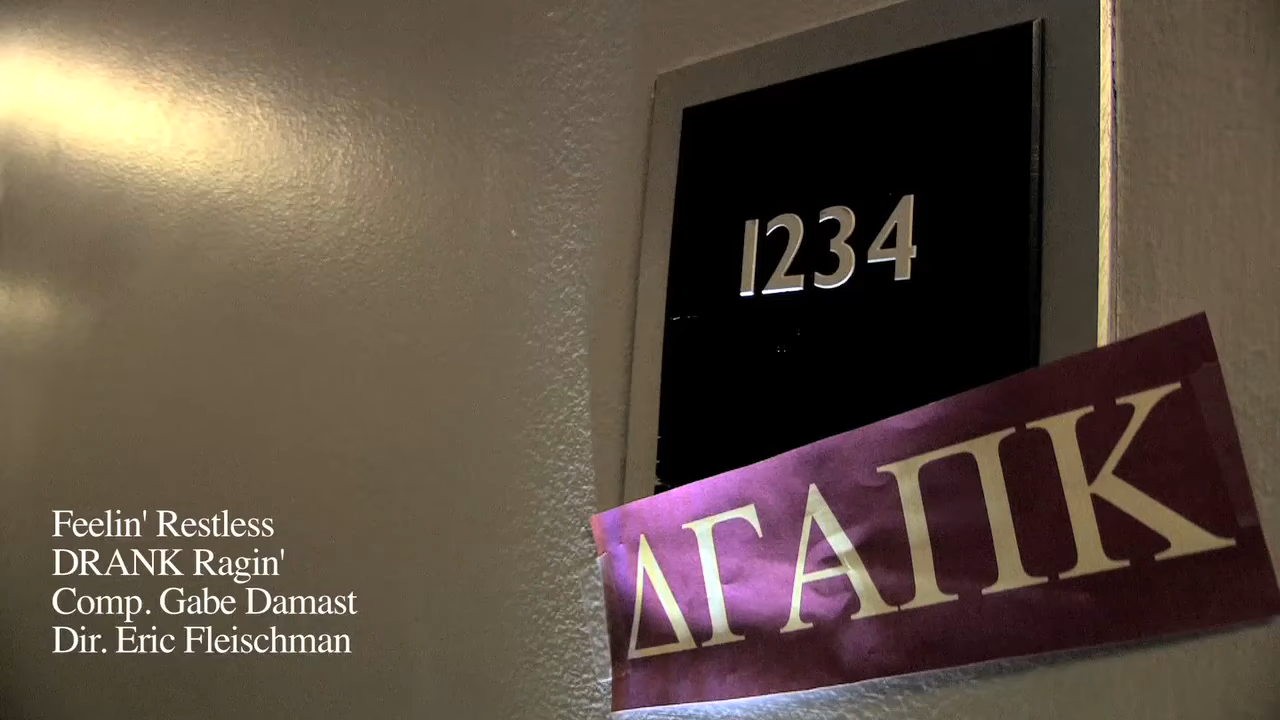 1234
ΔΓΑΠΚ
Feelin' Restless
DRANK Ragin'
Comp. Gabe Damast
Dir. Eric Fleischman